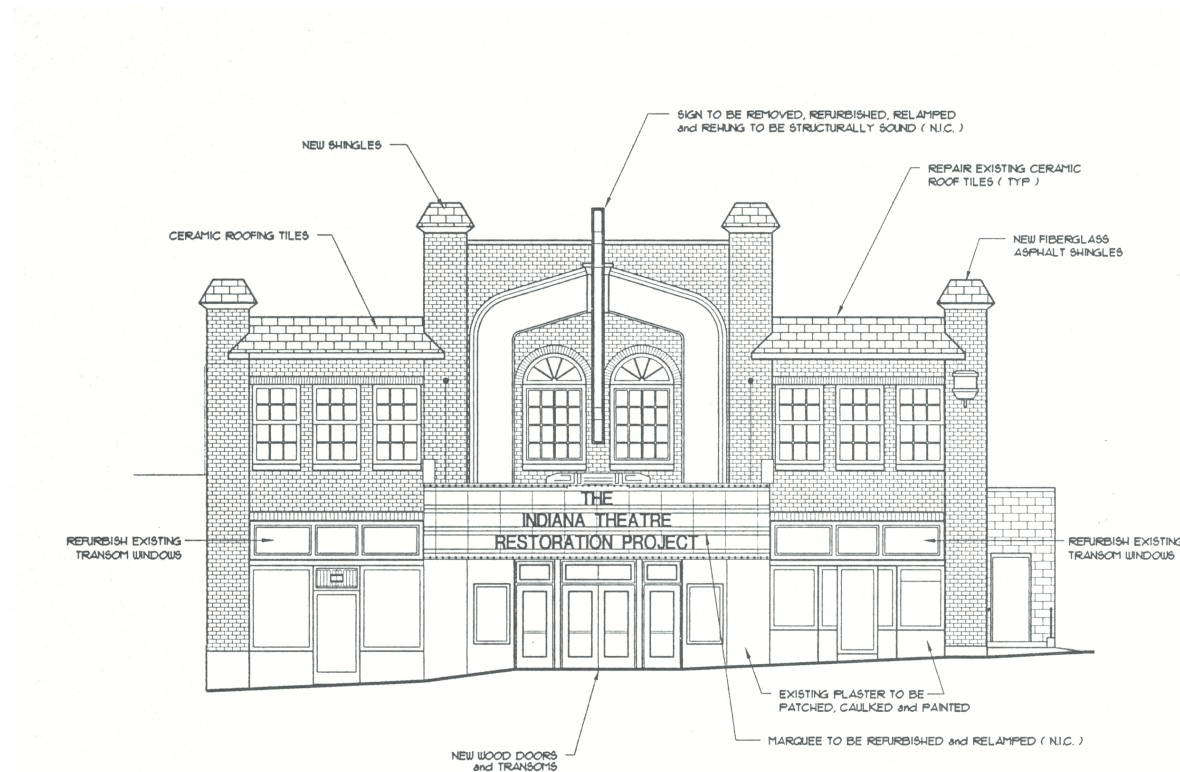 SIGN TO BE REMOVED, REFURBISHED, RELAMPED
and REHUNG TO BE STRUCTURALLY SOUND ( N.I.C. )
NEW SHINGLES
REPAIR EXISTING CERAMIC
ROOF TILES ( TYP )
CERAMIC ROOFING TILES
NEW FIBERGLASS
ASPHALT SHINGLES
THE
INDIANA THEATRE
RESTORATION PROJECT
REFURBISH EXISTING
TRANSOM WINDOWS
REFURBISH EXISTING
TRANSOM WINDOWS
EXISTING PLASTER TO BE
PATCHED, CAULKED and PAINTED
MARQUEE TO BE REFURBISHED and RELAMPED ( N.I.C. )
NEW WOOD DOORS
and TRANSOMS